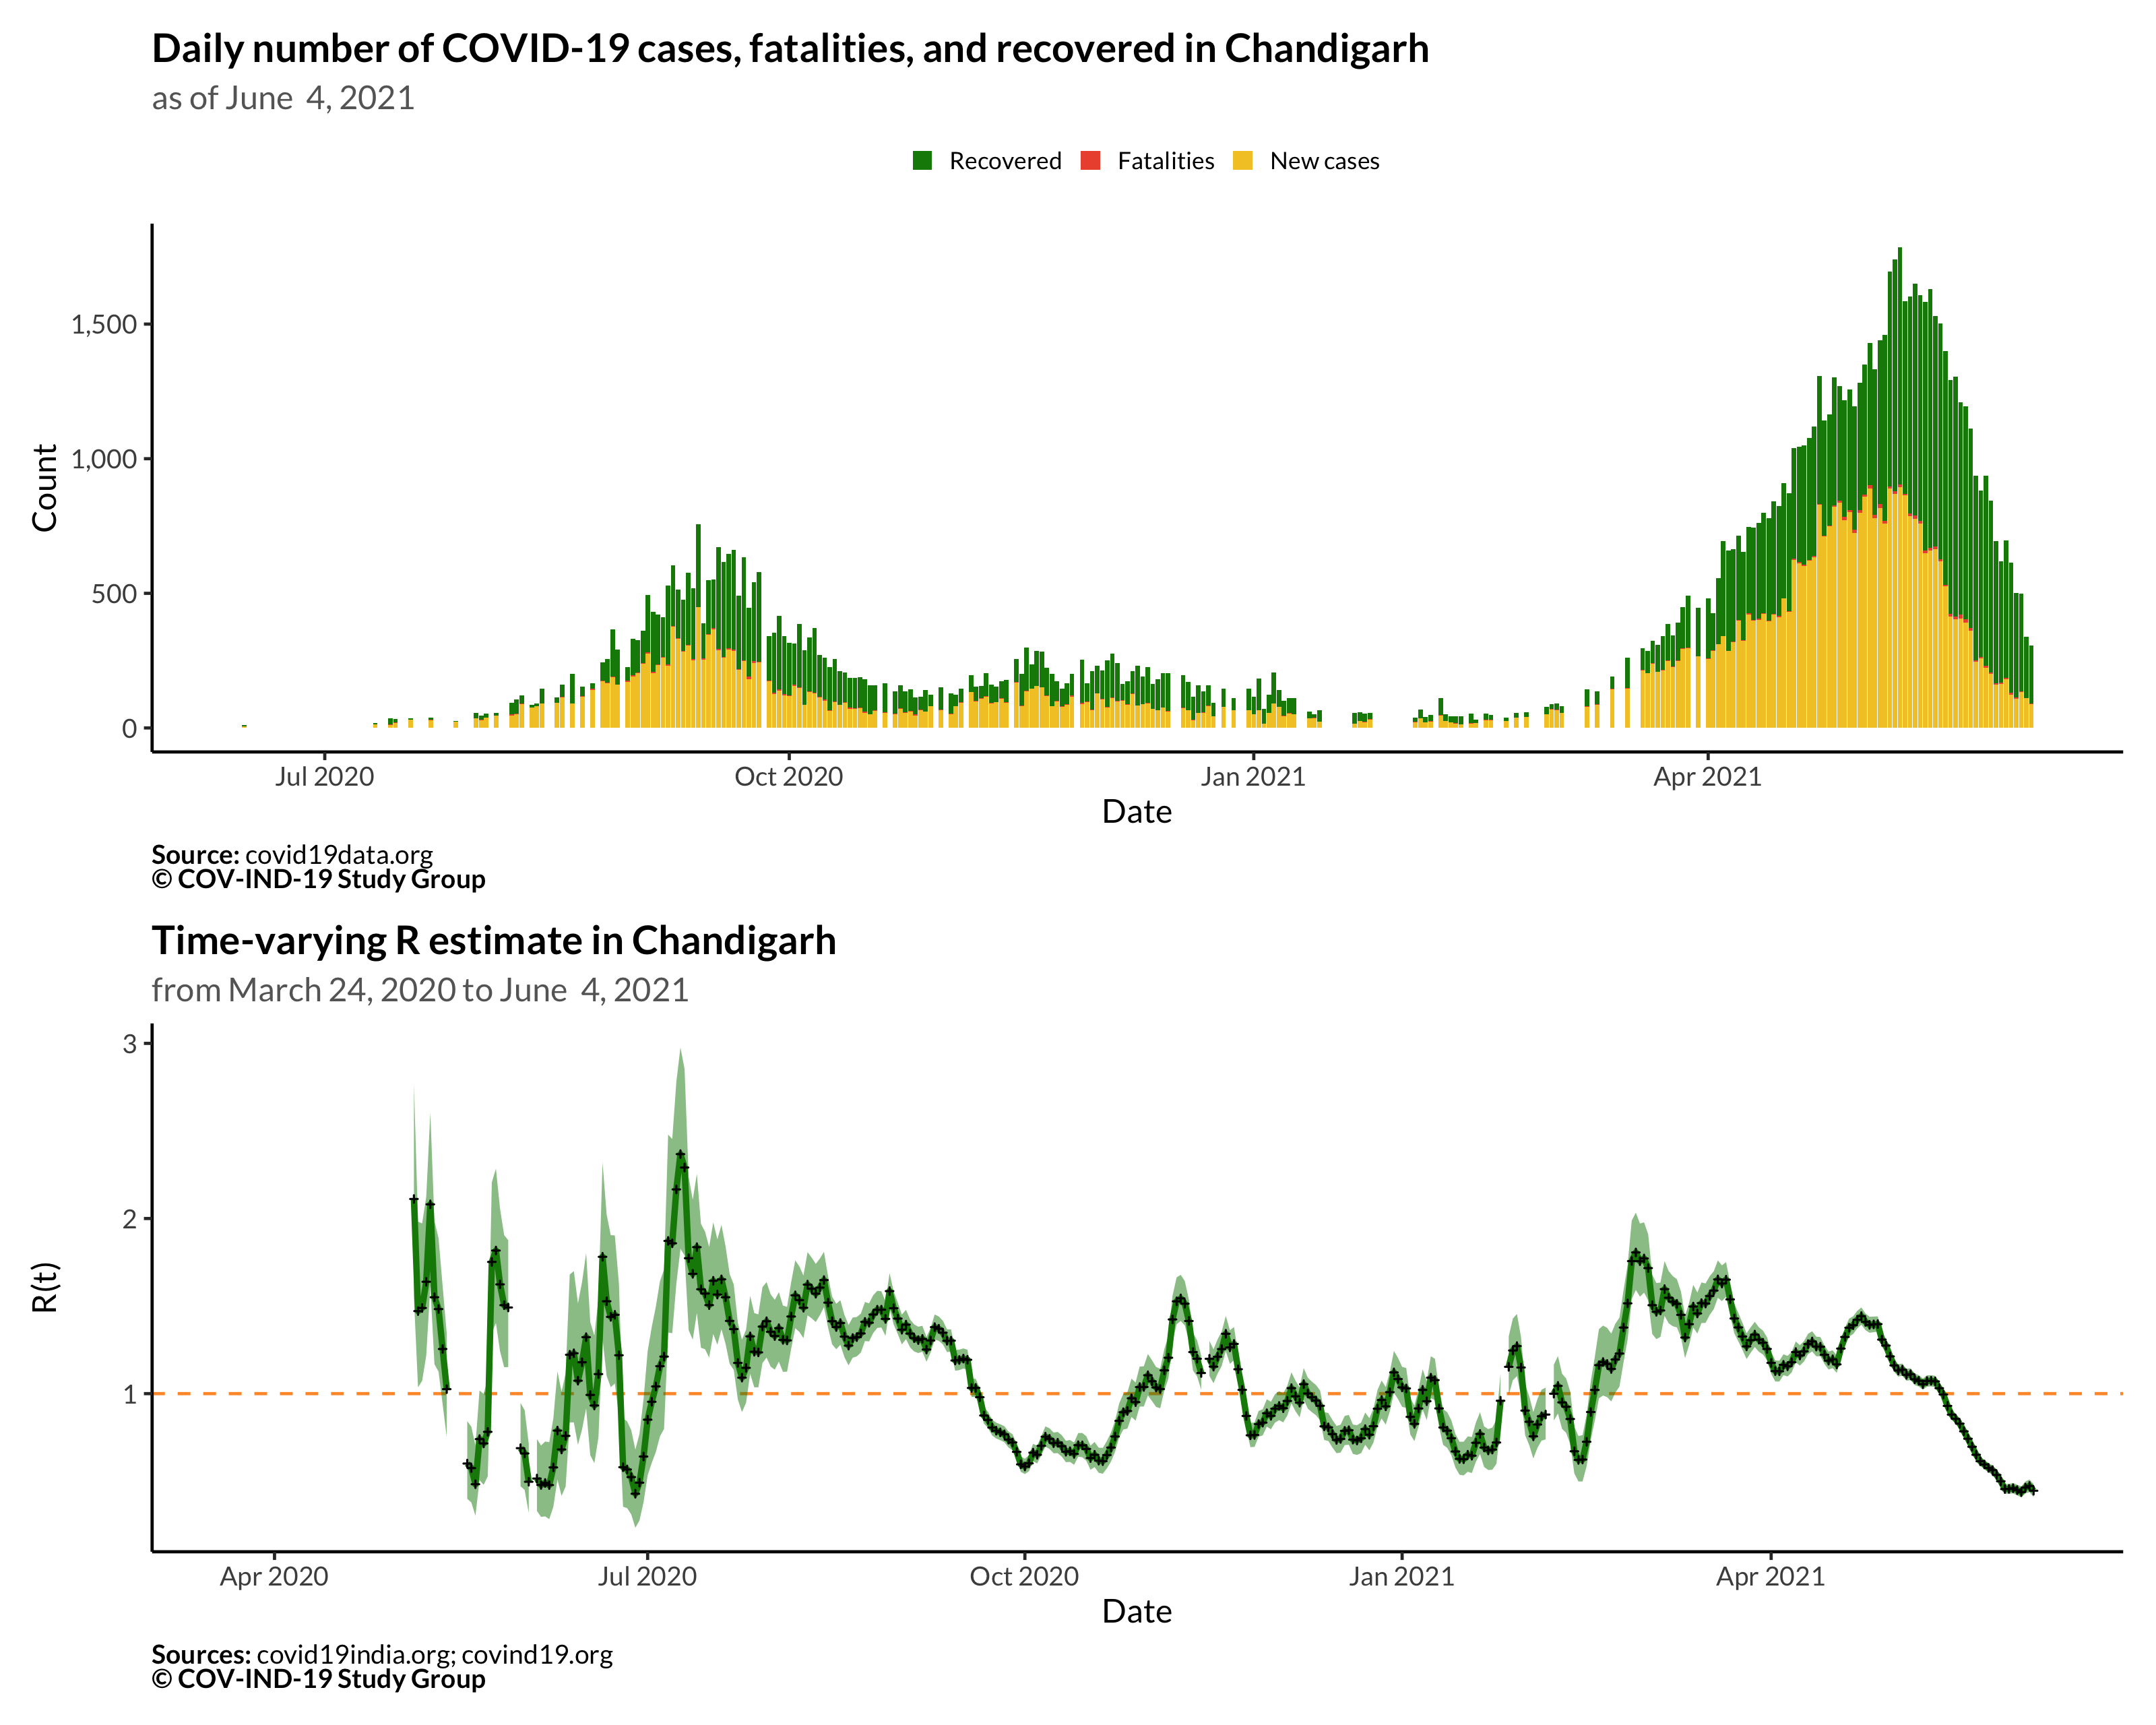 Daily number of COVID-19 cases, fatalities, and recovered in Chandigarh
as of June  4, 2021
Recovered Fatalities New cases
1,500
1,000
500
0
Count
Jul 2020 Oct 2020 Jan 2021 Apr 2021
Date
Source: covid19data.org
© COV-IND-19 Study Group
Time-varying R estimate in Chandigarh
from March 24, 2020 to June  4, 2021
3
2
1
R(t)
Apr 2020 Jul 2020 Oct 2020 Jan 2021 Apr 2021
Date
Sources: covid19india.org; covind19.org
© COV-IND-19 Study Group